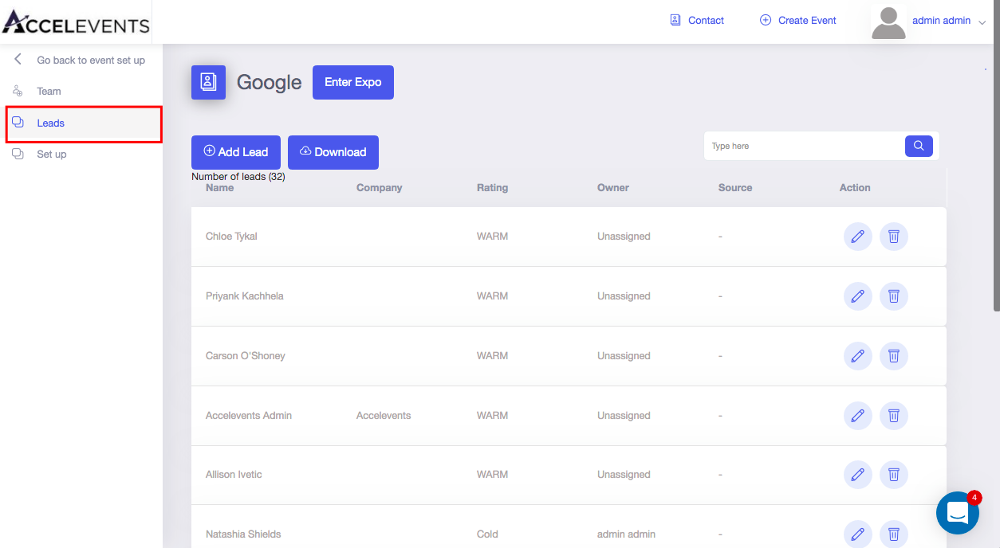 ACCELEVENTS
Contact
Create Event
admin admin
Go back to event set up
Team
Leads
Set up
Google
Enter Expo
Add Lead
Download
Type here
Number of leads (32)
Name Company Rating Owner Source Action
Chloe Tykal WARM Unassigned -
Priyank Kachhela WARM Unassigned -
Carson O'Shoney WARM Unassigned -
Accelevents Admin Accelevents WARM Unassigned -
Allison Ivetic WARM Unassigned -
Natashia Shields Cold admin admin -
4